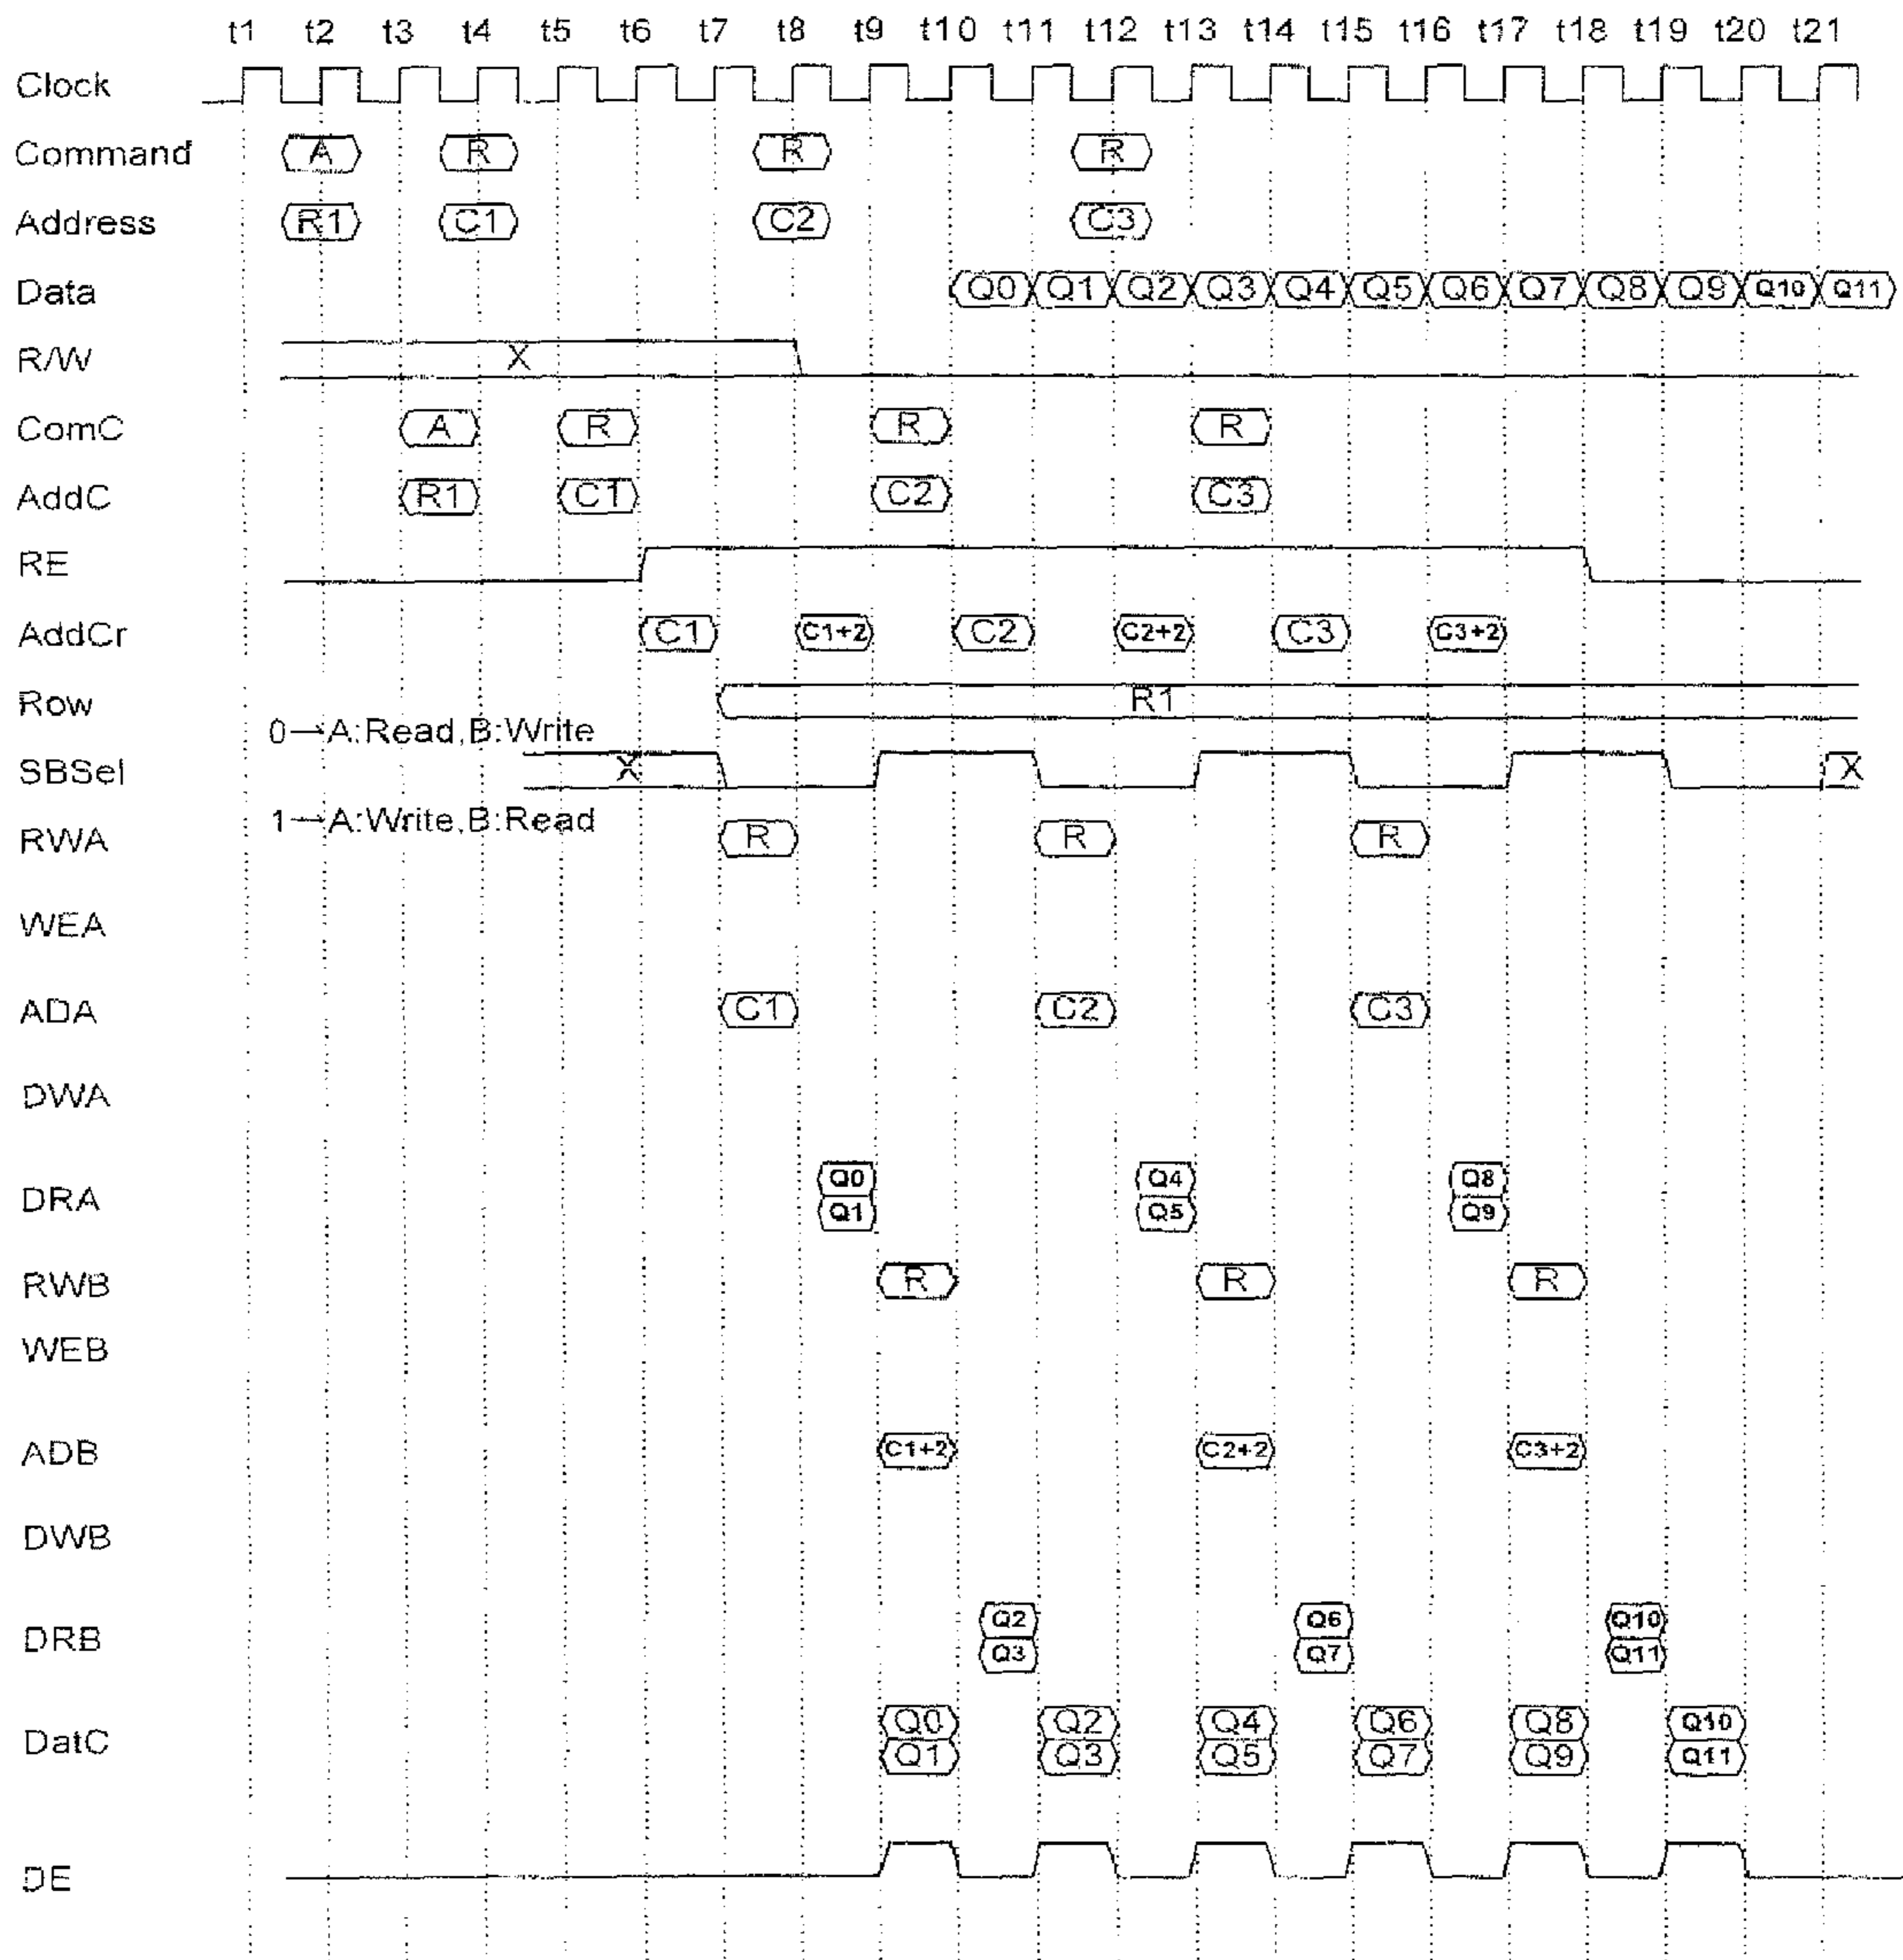 t1 t2 t3 t4 t5 t6 t7 t8 t9 t10 t11 t12 t13 t14 t15 t16 t17 t18 t19 t20 t21
Clock
Command A R R R
Address R1 C1 C2 C3
Data Q0 Q1 Q2 Q3 Q4 Q5 Q6 Q7 Q8 Q9 Q10 Q11
R/W X
ComC A R R R
AddC R1 C1 C2 C3
RE
AddCr C1 C1+2 C2 C2+2 C3 C3+2
Row R1
0→A:Read,B:Write
SBSel X X
1→A:Write,B:Read
RWA R R R
WEA
ADA C1 C2 C3
DWA
Q0 Q4 Q8
DRA
Q1 Q5 Q9
RWB R R R
WEB
ADB C1+2 C2+2 C3+2
DWB
Q2 Q6 Q10
DRB
Q3 Q7 Q11
Q0 Q2 Q4 Q6 Q8 Q10
DatC
Q1 Q3 Q5 Q7 Q9 Q11
DE